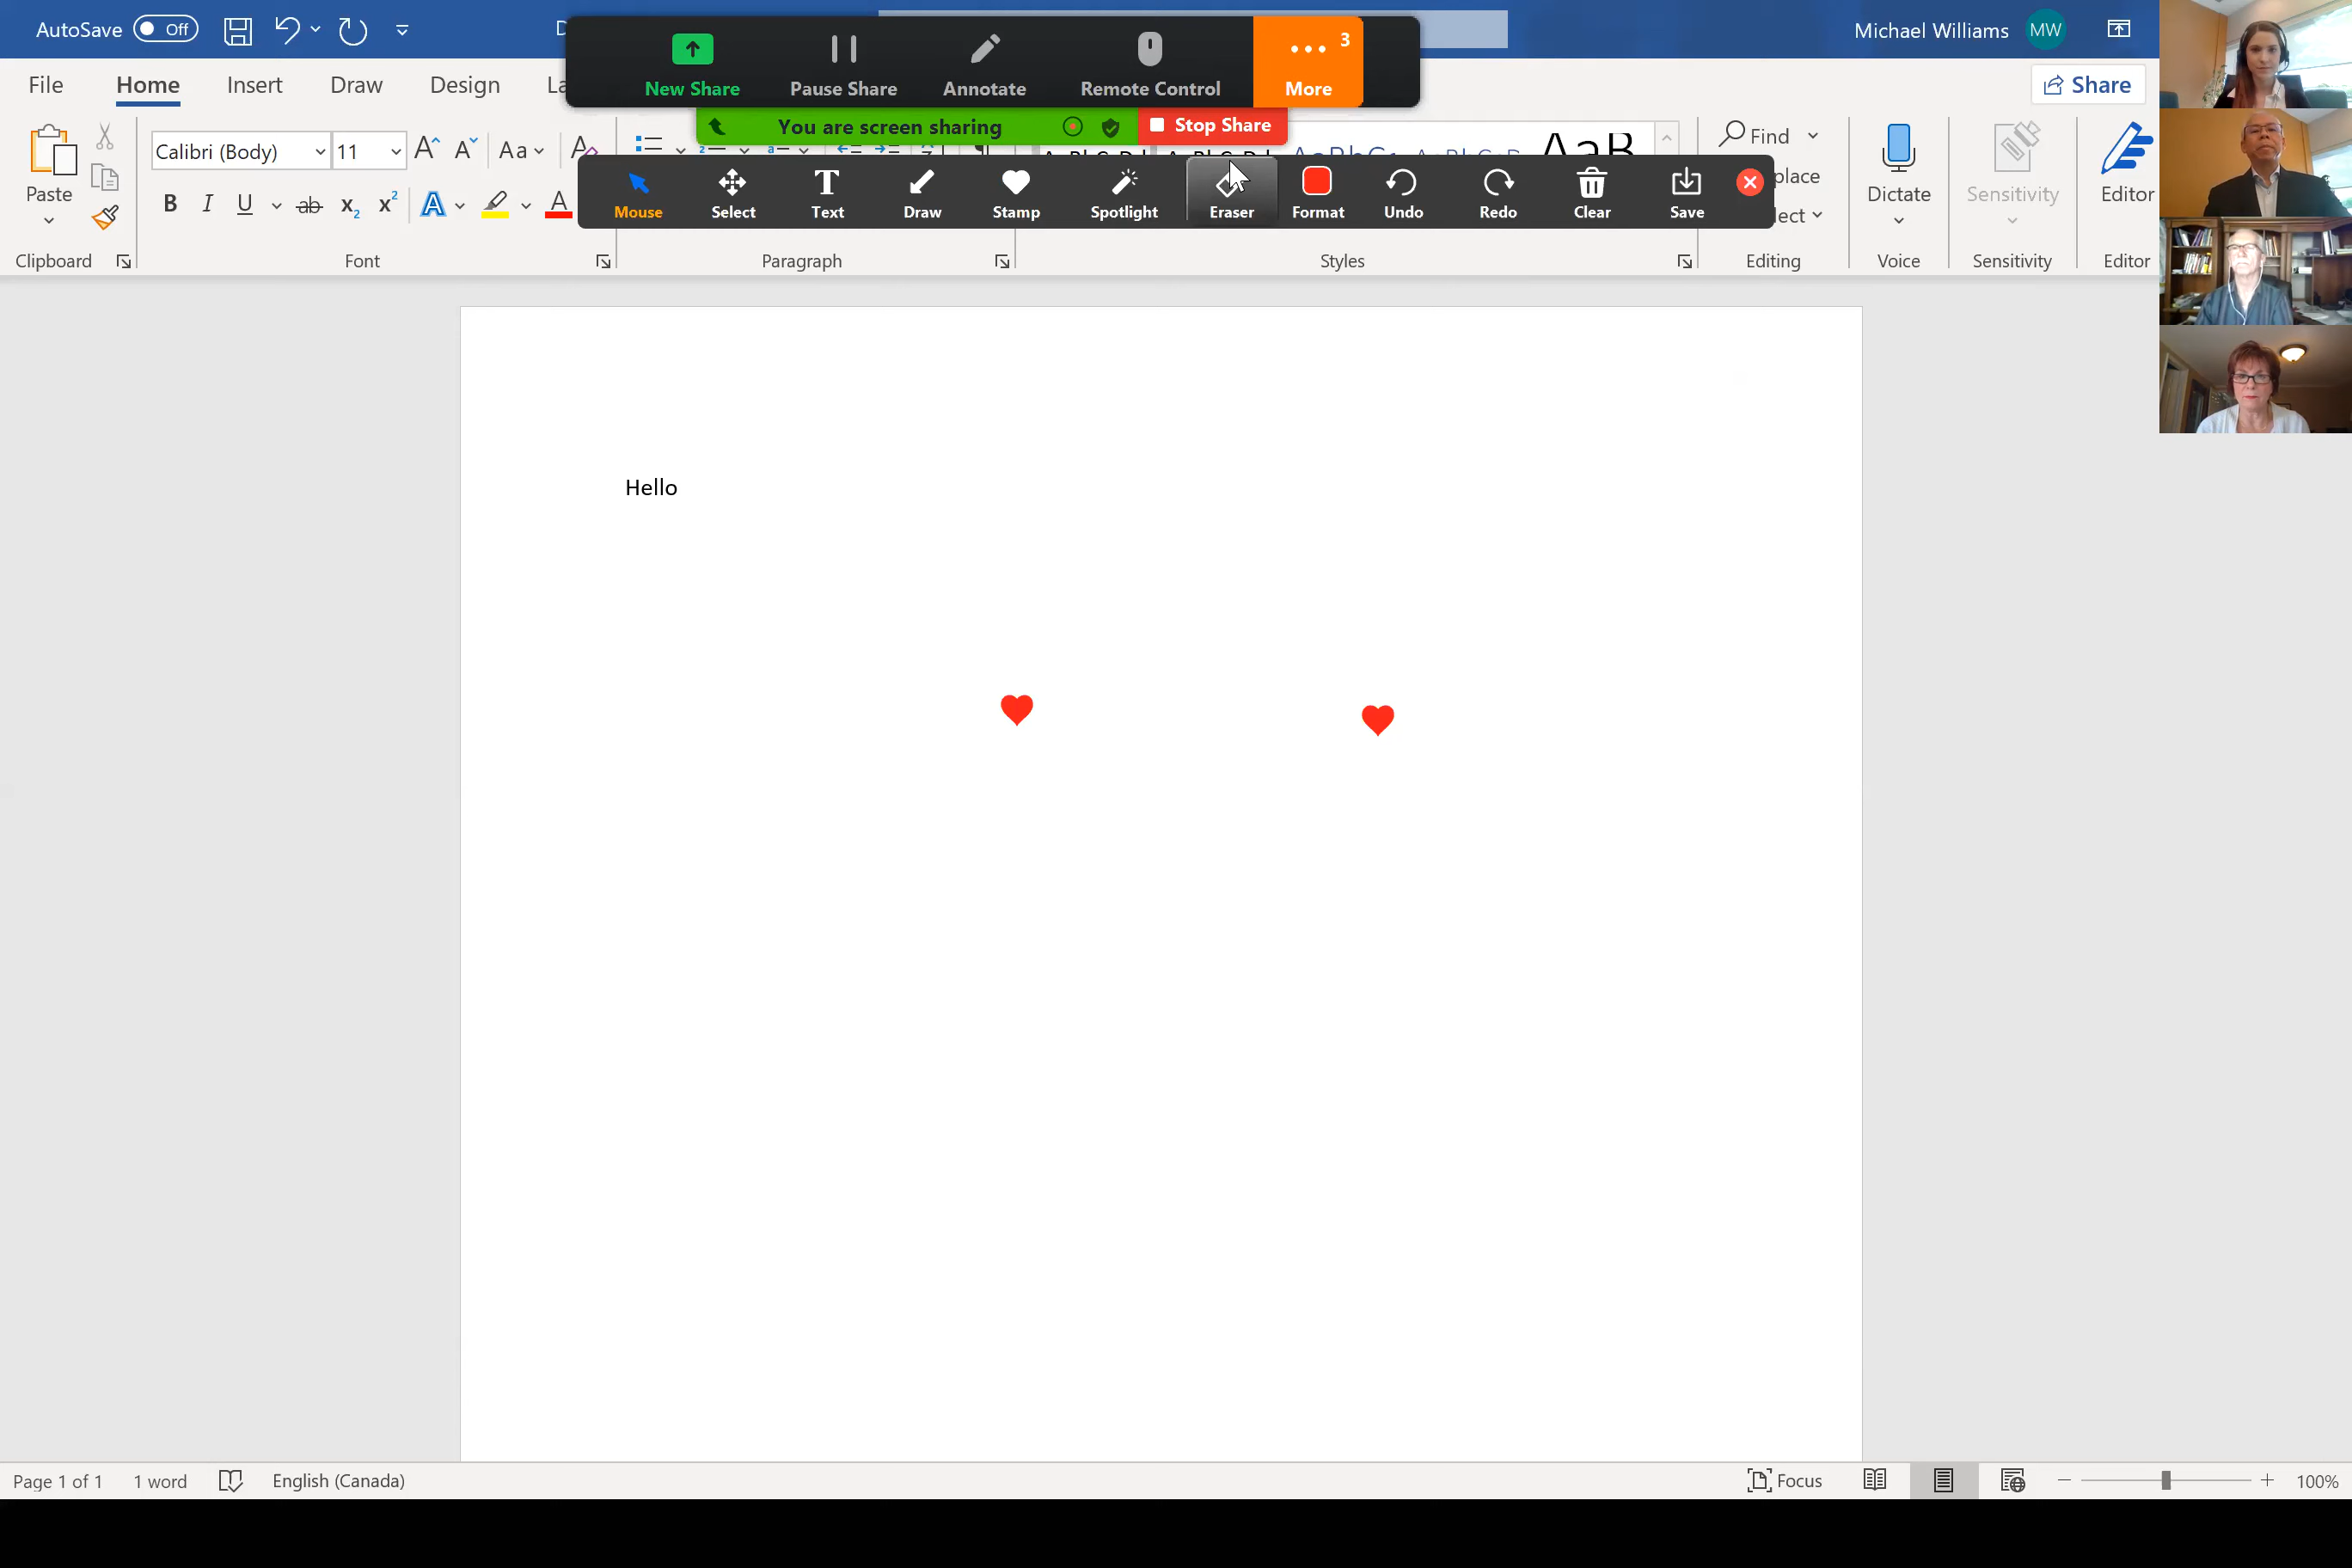 AutoSave Off
Michael Williams MW
New Share Pause Share Annotate Remote Control More 3
File Home Insert Draw Design
Share
You are screen sharing Stop Share
Calibri (Body) 11
Find
Mouse Select Text Draw Stamp Spotlight Eraser Format Undo Redo Clear Save
Paste
Dictate Sensitivity Editor
Clipboard Font Paragraph Styles Editing Voice Sensitivity Editor
Hello
Page 1 of 1 1 word English (Canada) Focus 100%